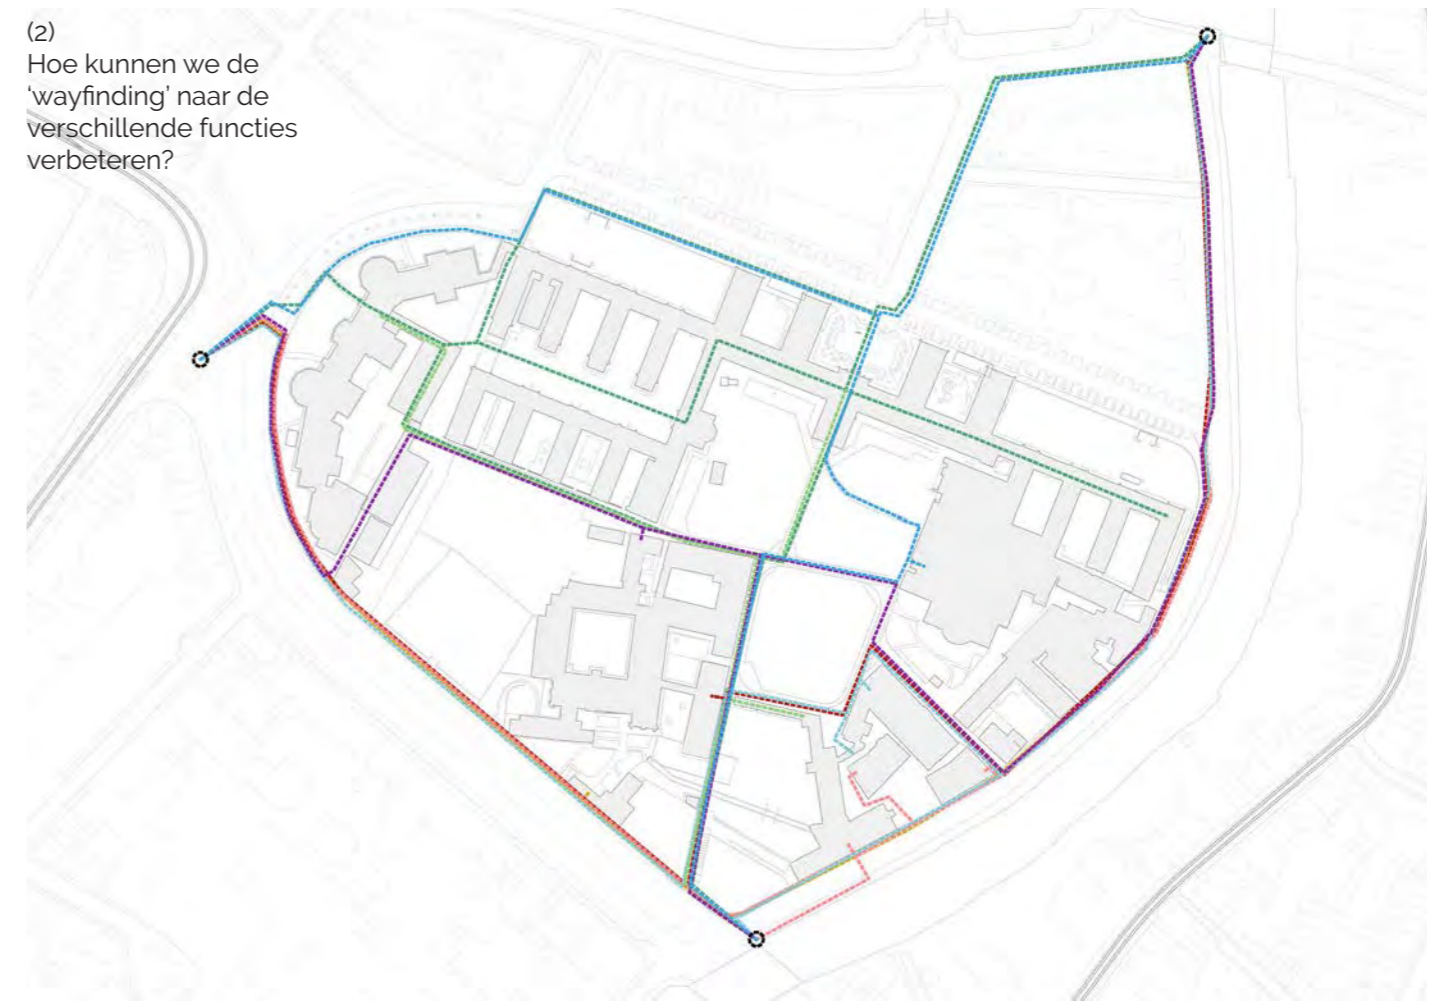 (2)
Hoe kunnen we de
‘wayfinding’ naar de
verschillende functies
verbeteren?